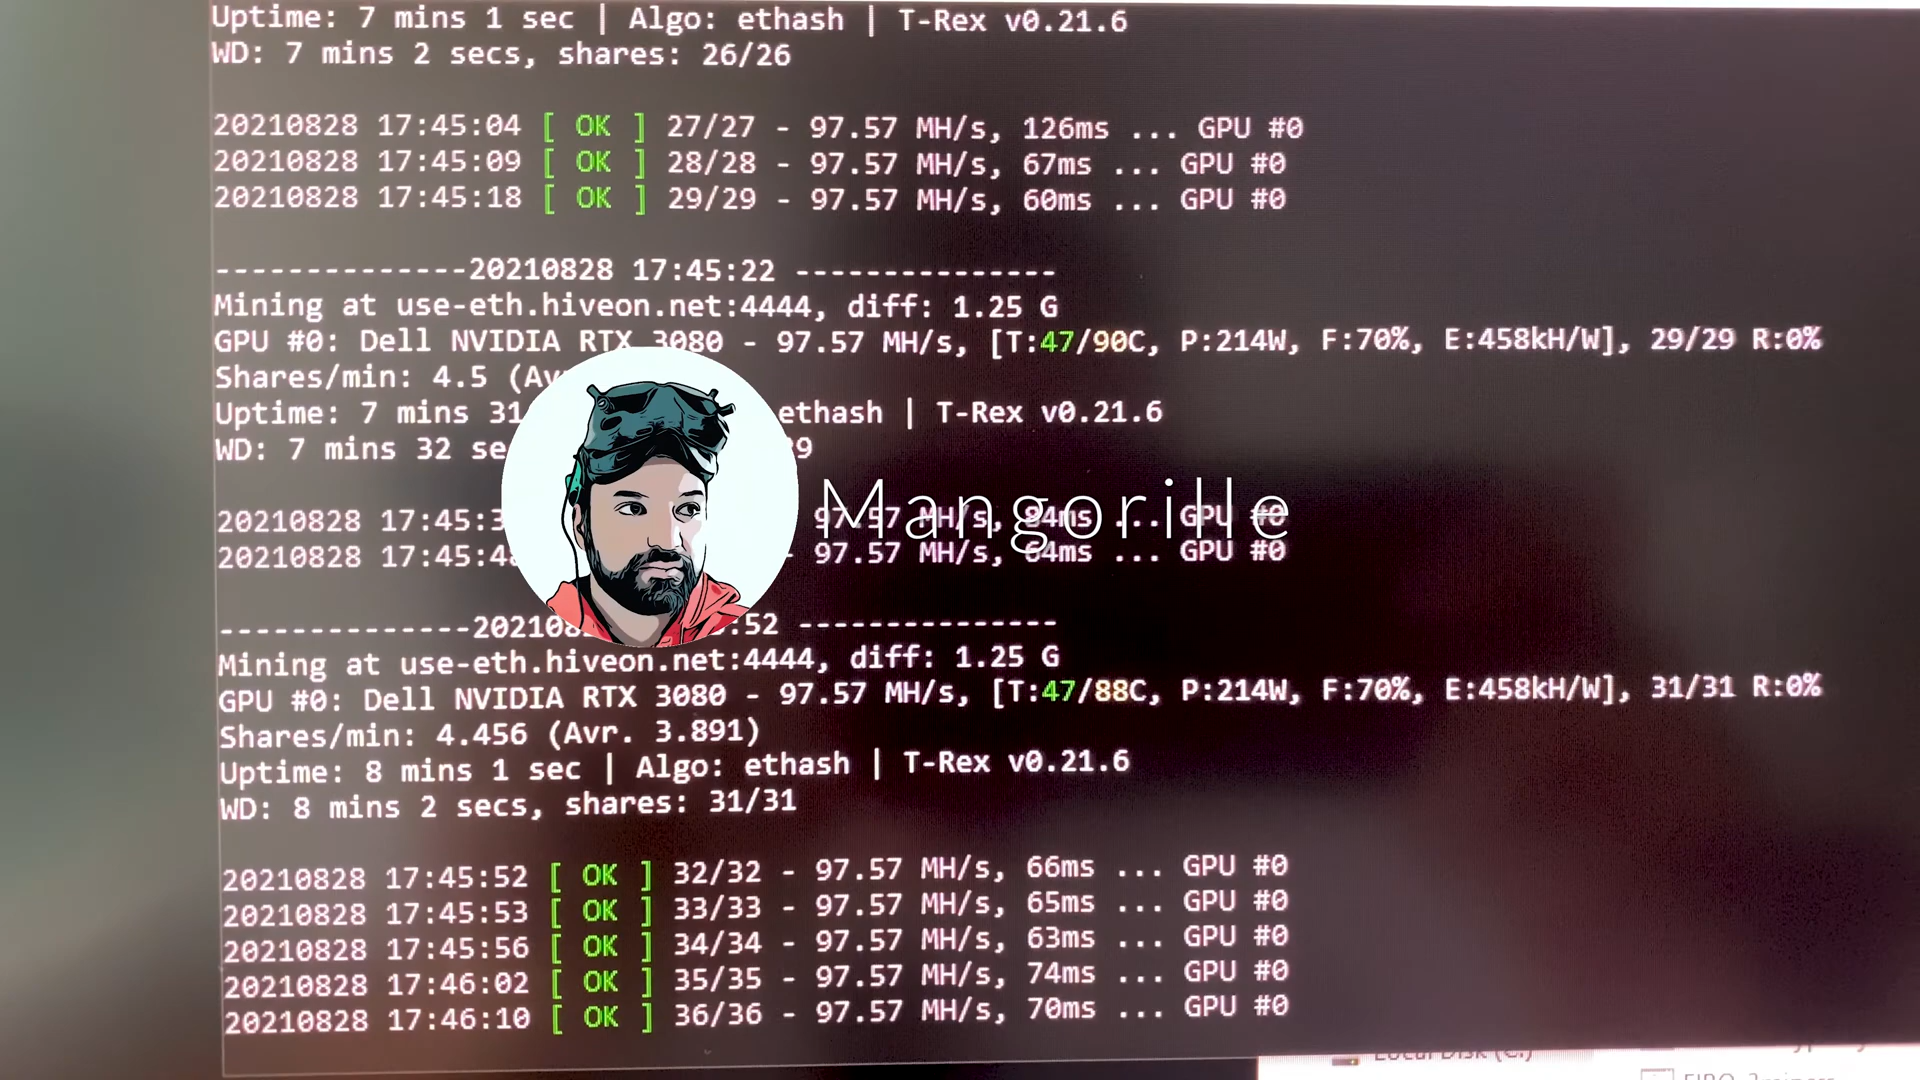 Uptime: 7 mins 1 sec | Algo: ethash | T-Rex v0.21.6
WD: 7 mins 2 secs, shares: 26/26
20210828 17:45:04 [ OK ] 27/27 - 97.57 MH/s, 126ms ... GPU #0
20210828 17:45:09 [ OK ] 28/28 - 97.57 MH/s, 67ms ... GPU #0
20210828 17:45:18 [ OK ] 29/29 - 97.57 MH/s, 60ms ... GPU #0
--------------20210828 17:45:22 ---------------
Mining at use-eth.hiveon.net:4444, diff: 1.25 G
GPU #0: Dell NVIDIA RTX 3080 - 97.57 MH/s, [T:47/90C, P:214W, F:70%, E:458kH/W], 29/29 R:0%
Shares/min: 4.5
Uptime: 7 mins 31 ethash | T-Rex v0.21.6
WD: 7 mins 32
Mangorille
20210828 97.57 MH/s, 84ms ... GPU #0
20210828 97.57 MH/s, 64ms ... GPU #0
--------------20210828 :52 ---------------
Mining at use-eth.hiveon.net:4444, diff: 1.25 G
GPU #0: Dell NVIDIA RTX 3080 - 97.57 MH/s, [T:47/88C, P:214W, F:70%, E:458kH/W], 31/31 R:0%
Shares/min: 4.456 (Avr. 3.891)
Uptime: 8 mins 1 sec | Algo: ethash | T-Rex v0.21.6
WD: 8 mins 2 secs, shares: 31/31
20210828 17:45:52 [ OK ] 32/32 - 97.57 MH/s, 66ms ... GPU #0
20210828 17:45:53 [ OK ] 33/33 - 97.57 MH/s, 65ms ... GPU #0
20210828 17:45:56 [ OK ] 34/34 - 97.57 MH/s, 63ms ... GPU #0
20210828 17:46:02 [ OK ] 35/35 - 97.57 MH/s, 74ms ... GPU #0
20210828 17:46:10 [ OK ] 36/36 - 97.57 MH/s, 70ms ... GPU #0
Local Disk (C:)